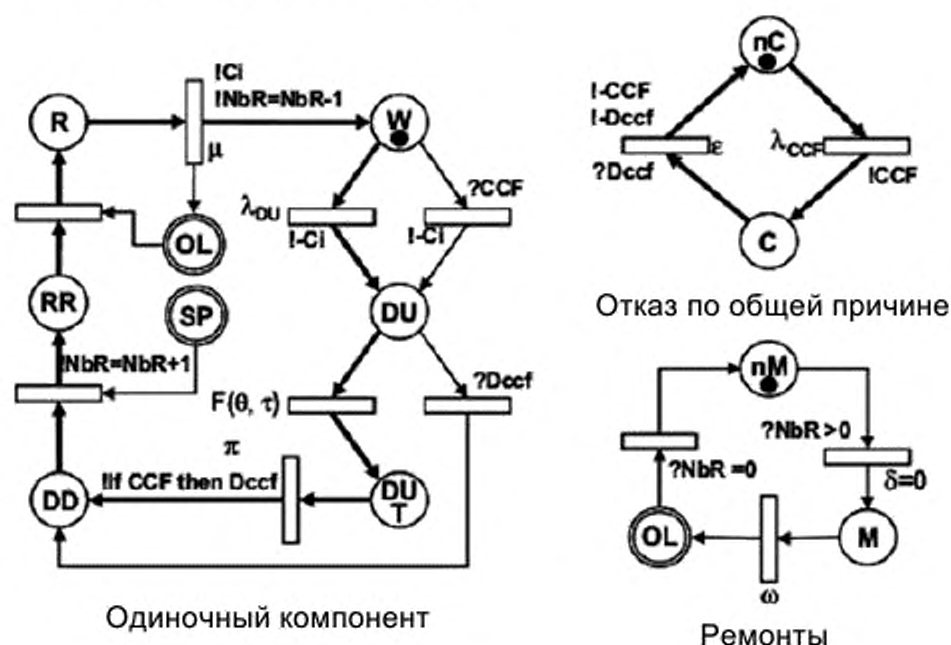 !Ci
!NbR=NbR-1
R
W
μ
λDU
!-Ci
?CCF
!-Ci
OL
RR
SP
DU
!NbR=NbR+1
F(θ, τ)
?Dccf
π
!If CCF then Dccf
DD
DU
T
Одиночный компонент
nC
!-CCF
!-Dccf
?Dccf
ε
λCCF
!CCF
C
Отказ по общей причине
nM
?NbR>0
?NbR =0
δ=0
OL
M
ω
Ремонты